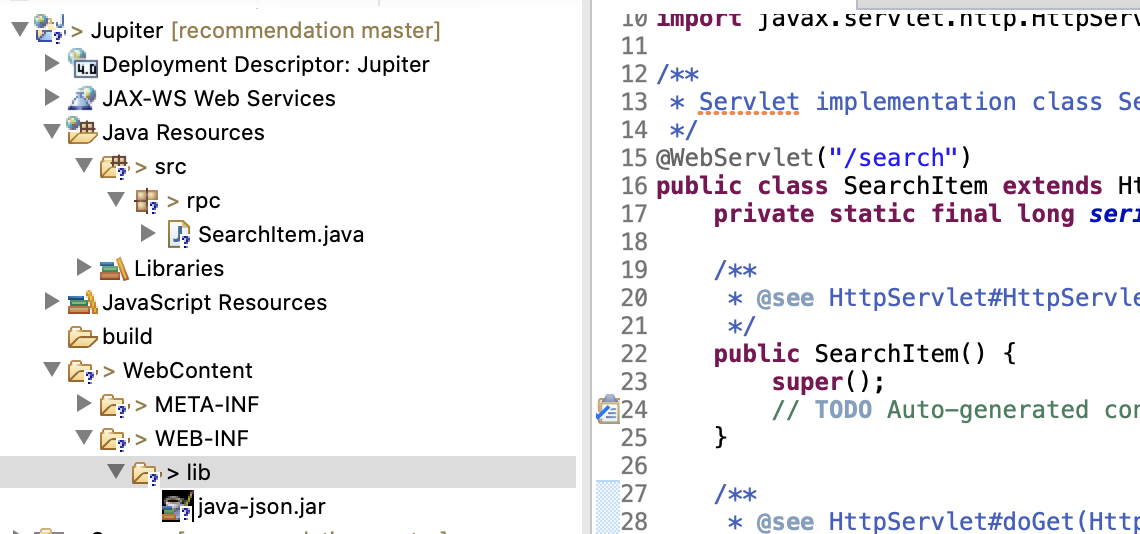 > Jupiter [recommendation master]
4.0 Deployment Descriptor: Jupiter
JAX-WS Web Services
Java Resources
> src
> rpc
SearchItem.java
Libraries
JavaScript Resources
build
> WebContent
> META-INF
> WEB-INF
> lib
java-json.jar
10 import javax.servlet.http.HttpServ
11
12 /**
13 * Servlet implementation class Se
14 */
15 @WebServlet("/search")
16 public class SearchItem extends Ht
17 private static final long seri
18
19 /**
20 * @see HttpServlet#HttpServle
21 */
22 public SearchItem() {
23 super();
24 // TODO Auto-generated con
25 }
26
27 /**
28 * @see HttpServlet#doGet(Http